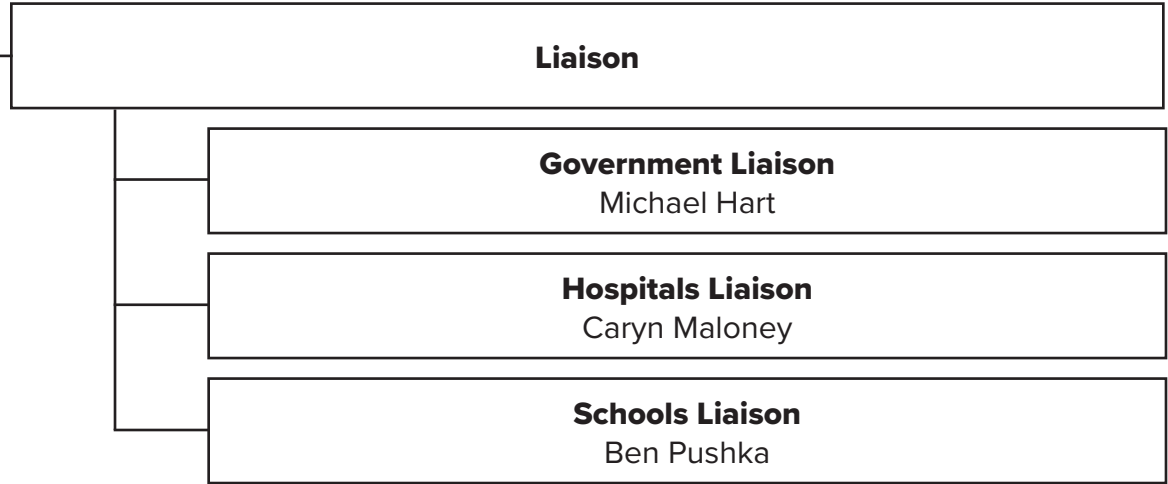 Liaison
Government Liaison
Michael Hart
Hospitals Liaison
Caryn Maloney
Schools Liaison
Ben Pushka